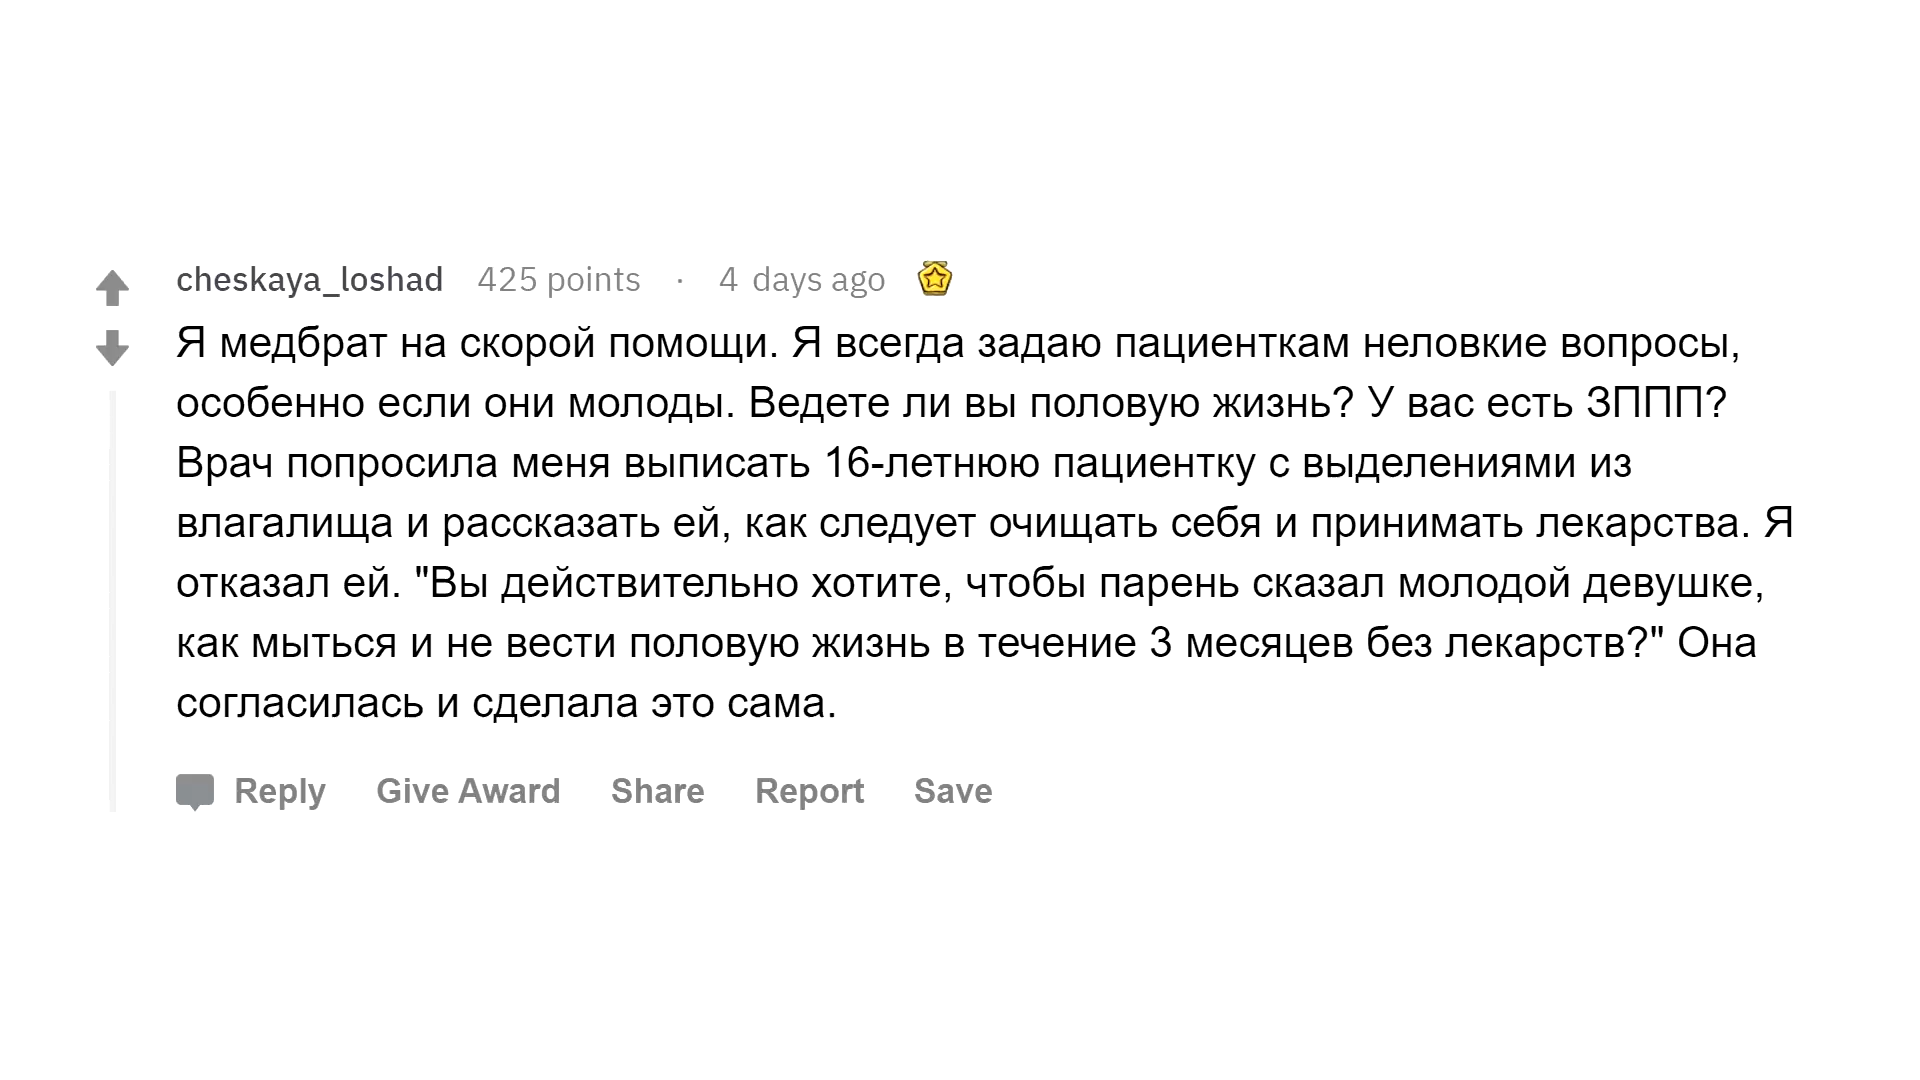 cheskaya_loshad 425 points · 4 days ago
Я медбрат на скорой помощи. Я всегда задаю пациенткам неловкие вопросы,
особенно если они молоды. Ведете ли вы половую жизнь? У вас есть ЗППП?
Врач попросила меня выписать 16-летнюю пациентку с выделениями из
влагалища и рассказать ей, как следует очищать себя и принимать лекарства. Я
отказал ей. "Вы действительно хотите, чтобы парень сказал молодой девушке,
как мыться и не вести половую жизнь в течение 3 месяцев без лекарств?" Она
согласилась и сделала это сама.
Reply Give Award Share Report Save